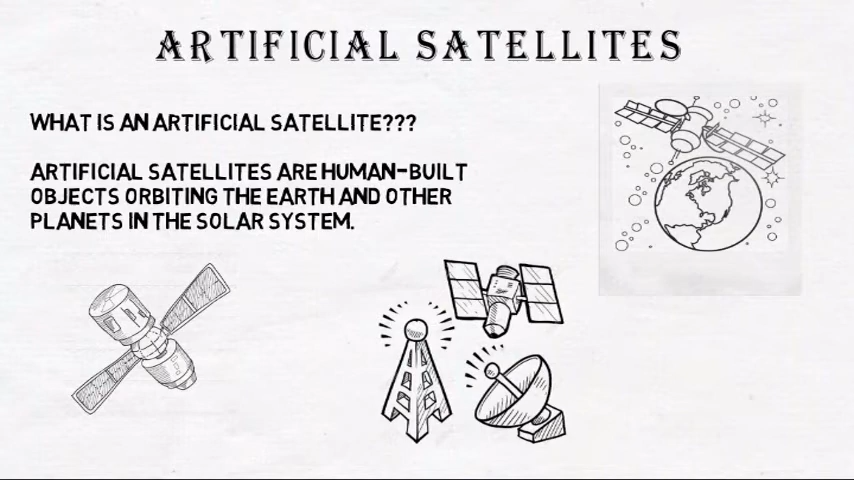 ARTIFICIAL SATELLITES
WHAT IS AN ARTIFICIAL SATELLITE???
ARTIFICIAL SATELLITES ARE HUMAN-BUILT
OBJECTS ORBITING THE EARTH AND OTHER
PLANETS IN THE SOLAR SYSTEM.